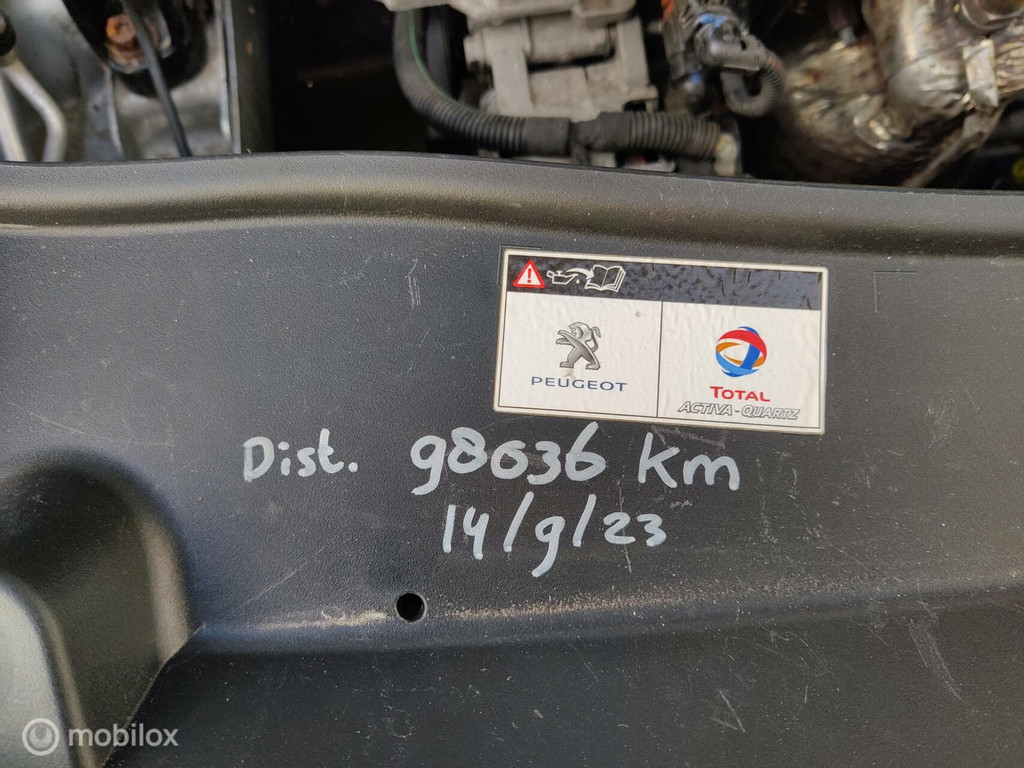 PEUGEOT
TOTAL
ACTIVA - QUARTZ
Dist. 98036 km
14/9/23
mobilox